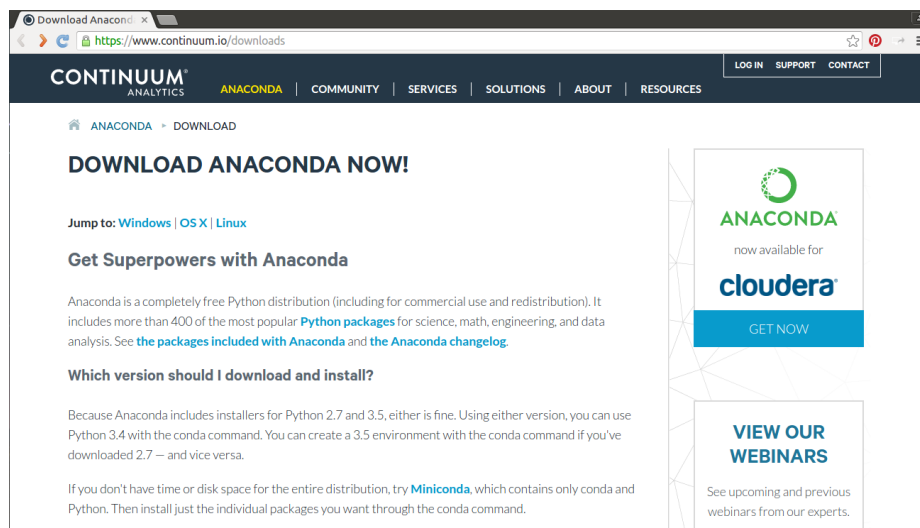 Download Anacond
https://www.continuum.io/downloads
LOG IN SUPPORT CONTACT
CONTINUUM®
ANALYTICS
ANACONDA | COMMUNITY | SERVICES | SOLUTIONS | ABOUT | RESOURCES
ANACONDA ▸ DOWNLOAD
DOWNLOAD ANACONDA NOW!
Jump to: Windows | OS X | Linux
Get Superpowers with Anaconda
Anaconda is a completely free Python distribution (including for commercial use and redistribution). It
includes more than 400 of the most popular Python packages for science, math, engineering, and data
analysis. See the packages included with Anaconda and the Anaconda changelog.
Which version should I download and install?
Because Anaconda includes installers for Python 2.7 and 3.5, either is fine. Using either version, you can use
Python 3.4 with the conda command. You can create a 3.5 environment with the conda command if you've
downloaded 2.7 — and vice versa.
If you don't have time or disk space for the entire distribution, try Miniconda, which contains only conda and
Python. Then install just the individual packages you want through the conda command.
ANACONDA
now available for
cloudera
GET NOW
VIEW OUR
WEBINARS
See upcoming and previous
webinars from our experts.